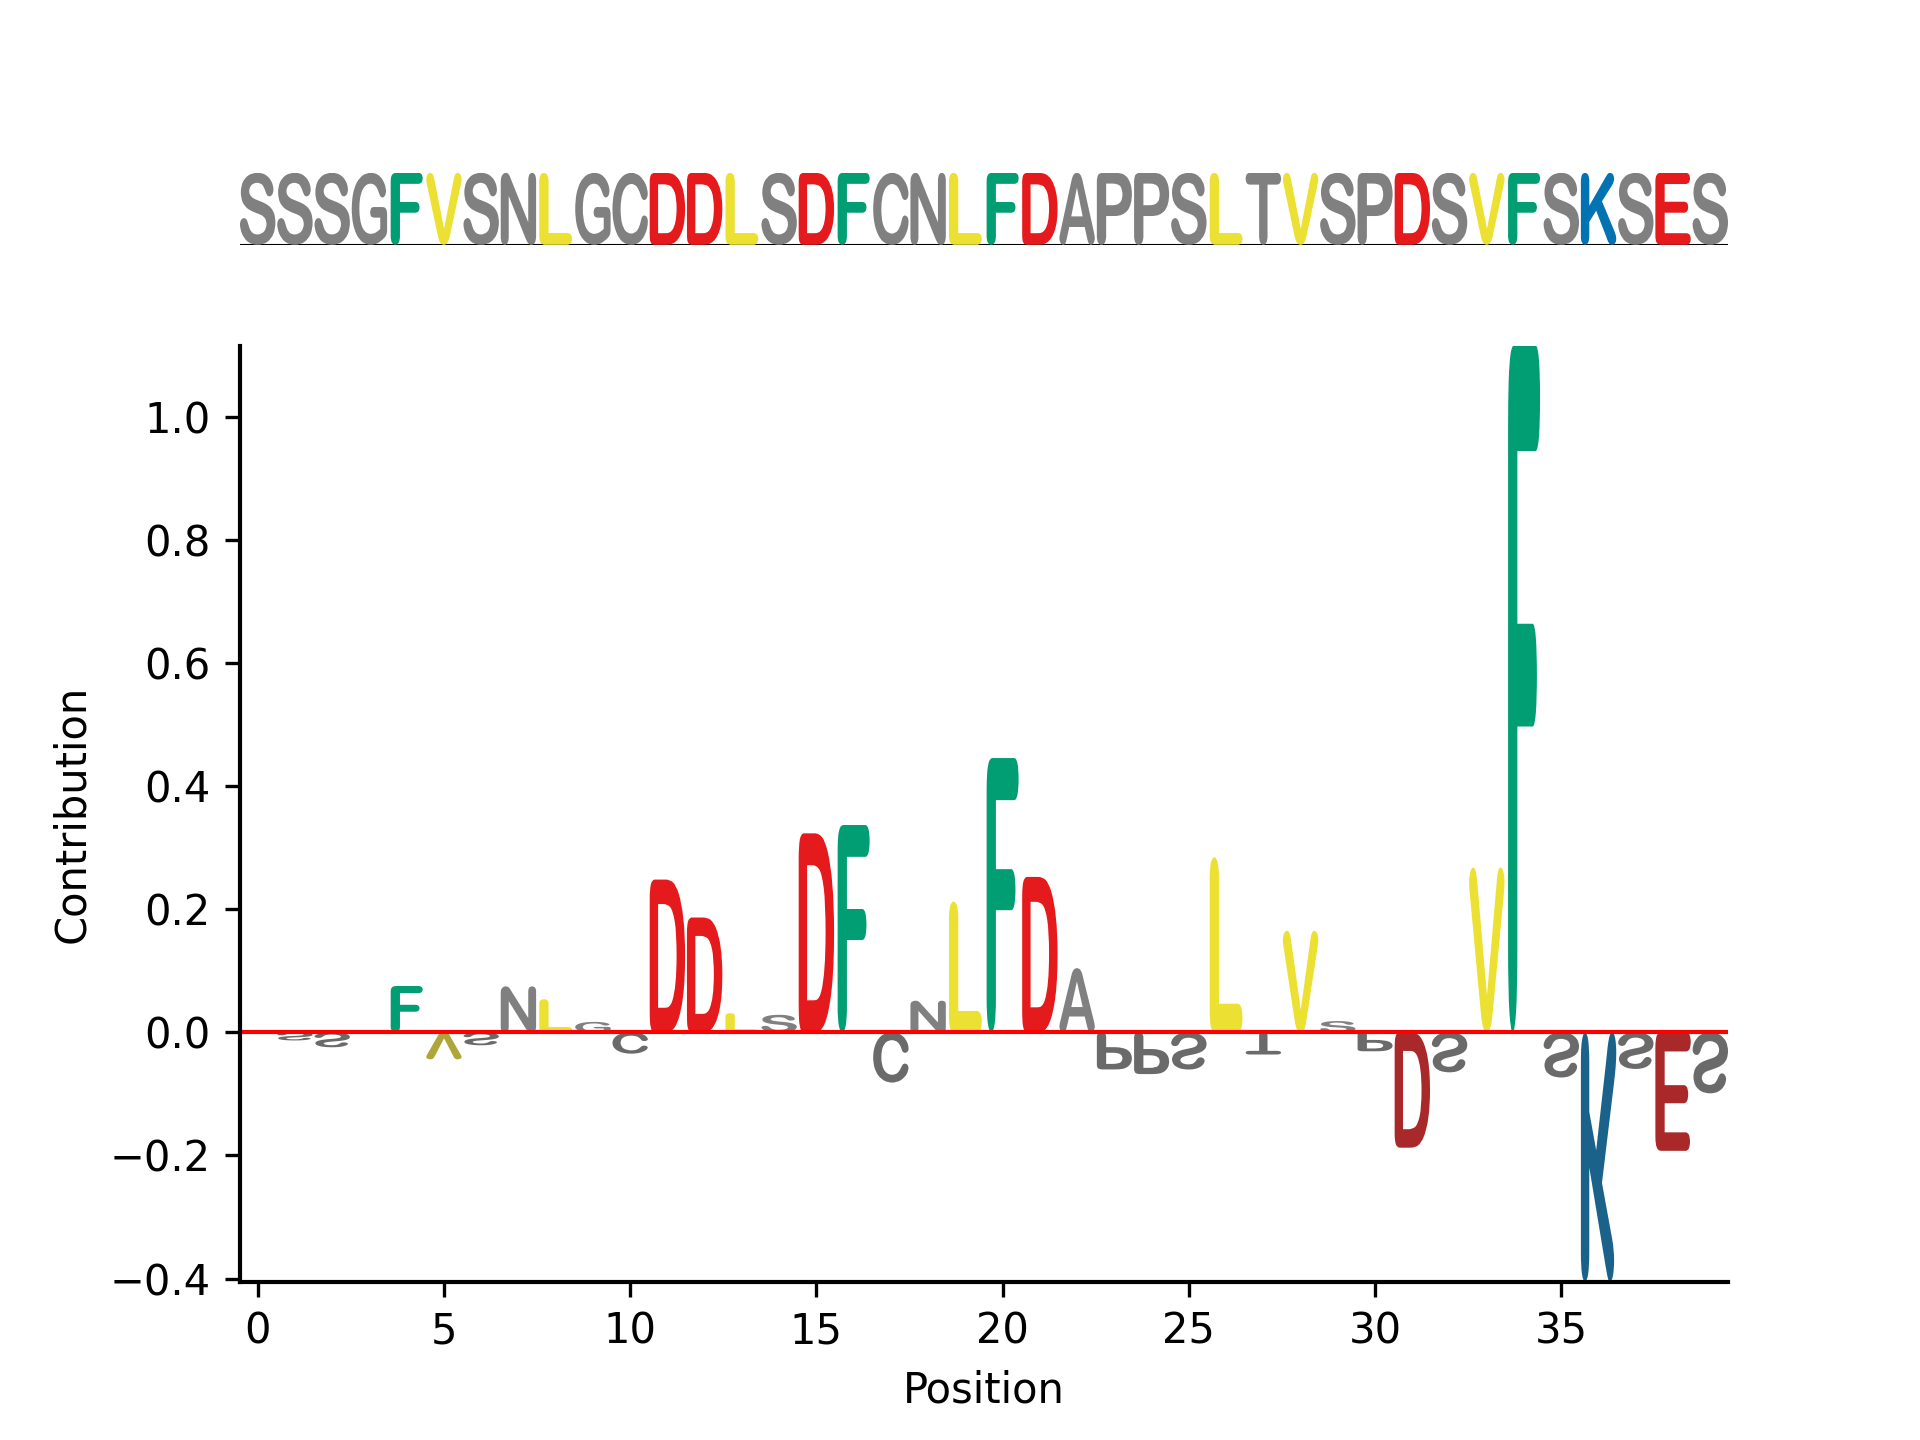 SSSGFVSNLGCDDLSDFCNLFDAPPSLTVSPDSVFSKSES
1.0
0.8
0.6
0.4
0.2
0.0
−0.2
−0.4
Contribution
SSFVSNLGCDDLSDFCNLFDAPPSLTVSPDSVFSKSES
0 5 10 15 20 25 30 35
Position